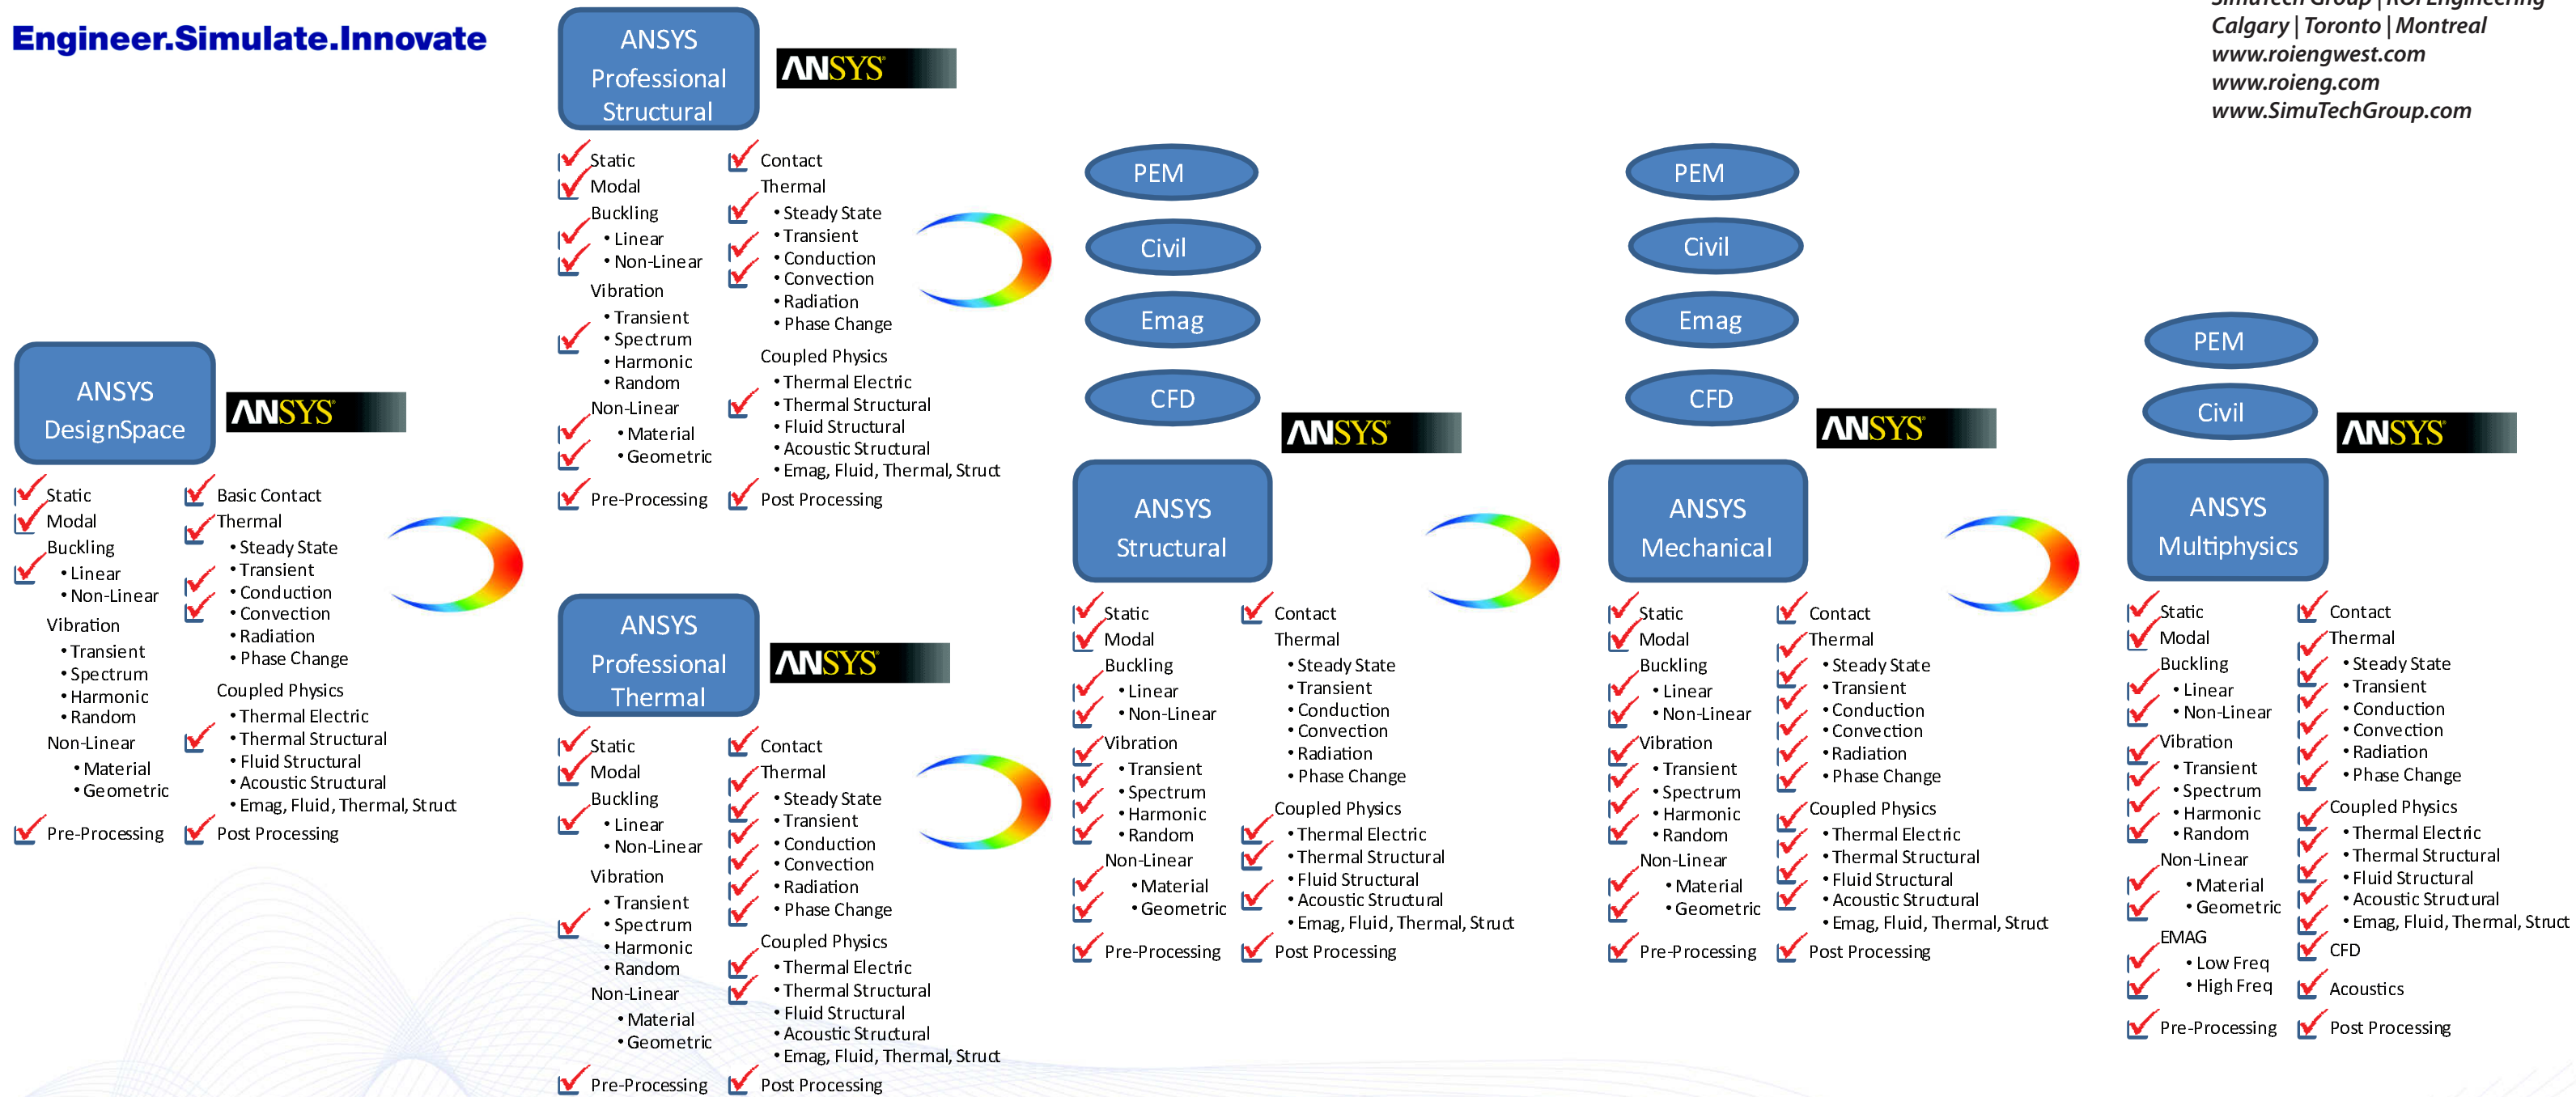 Engineer.Simulate.Innovate
SimuTech Group | ROI Engineering
Calgary | Toronto | Montreal
www.roiengwest.com
www.roieng.com
www.SimuTechGroup.com
ANSYS
DesignSpace
ANSYS
Static
Modal
Buckling
• Linear
• Non-Linear
Vibration
• Transient
• Spectrum
• Harmonic
• Random
Non-Linear
• Material
• Geometric
Pre-Processing
Basic Contact
Thermal
• Steady State
• Transient
• Conduction
• Convection
• Radiation
• Phase Change
Coupled Physics
• Thermal Electric
• Thermal Structural
• Fluid Structural
• Acoustic Structural
• Emag, Fluid, Thermal, Struct
Post Processing
ANSYS
Professional
Structural
ANSYS
Static
Modal
Buckling
• Linear
• Non-Linear
Vibration
• Transient
• Spectrum
• Harmonic
• Random
Non-Linear
• Material
• Geometric
Pre-Processing
Contact
Thermal
• Steady State
• Transient
• Conduction
• Convection
• Radiation
• Phase Change
Coupled Physics
• Thermal Electric
• Thermal Structural
• Fluid Structural
• Acoustic Structural
• Emag, Fluid, Thermal, Struct
Post Processing
ANSYS
Professional
Thermal
ANSYS
Static
Modal
Buckling
• Linear
• Non-Linear
Vibration
• Transient
• Spectrum
• Harmonic
• Random
Non-Linear
• Material
• Geometric
Pre-Processing
Contact
Thermal
• Steady State
• Transient
• Conduction
• Convection
• Radiation
• Phase Change
Coupled Physics
• Thermal Electric
• Thermal Structural
• Fluid Structural
• Acoustic Structural
• Emag, Fluid, Thermal, Struct
Post Processing
PEM
Civil
Emag
CFD
ANSYS
ANSYS
Structural
Static
Modal
Buckling
• Linear
• Non-Linear
Vibration
• Transient
• Spectrum
• Harmonic
• Random
Non-Linear
• Material
• Geometric
Pre-Processing
Contact
Thermal
• Steady State
• Transient
• Conduction
• Convection
• Radiation
• Phase Change
Coupled Physics
• Thermal Electric
• Thermal Structural
• Fluid Structural
• Acoustic Structural
• Emag, Fluid, Thermal, Struct
Post Processing
PEM
Civil
Emag
CFD
ANSYS
ANSYS
Mechanical
Static
Modal
Buckling
• Linear
• Non-Linear
Vibration
• Transient
• Spectrum
• Harmonic
• Random
Non-Linear
• Material
• Geometric
Pre-Processing
Contact
Thermal
• Steady State
• Transient
• Conduction
• Convection
• Radiation
• Phase Change
Coupled Physics
• Thermal Electric
• Thermal Structural
• Fluid Structural
• Acoustic Structural
• Emag, Fluid, Thermal, Struct
Post Processing
PEM
Civil
ANSYS
ANSYS
Multiphysics
Static
Modal
Buckling
• Linear
• Non-Linear
Vibration
• Transient
• Spectrum
• Harmonic
• Random
Non-Linear
• Material
• Geometric
EMAG
• Low Freq
• High Freq
Pre-Processing
Contact
Thermal
• Steady State
• Transient
• Conduction
• Convection
• Radiation
• Phase Change
Coupled Physics
• Thermal Electric
• Thermal Structural
• Fluid Structural
• Acoustic Structural
• Emag, Fluid, Thermal, Struct
CFD
Acoustics
Post Processing